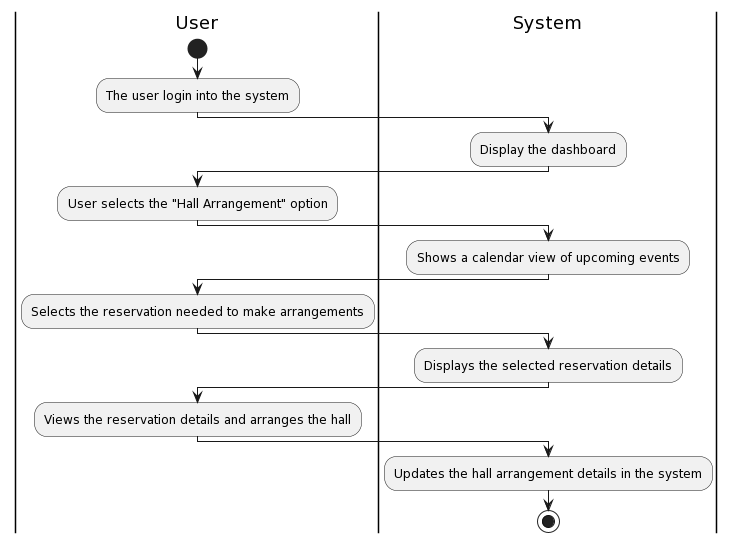 User
System
The user login into the system
Display the dashboard
User selects the "Hall Arrangement" option
Shows a calendar view of upcoming events
Selects the reservation needed to make arrangements
Displays the selected reservation details
Views the reservation details and arranges the hall
Updates the hall arrangement details in the system